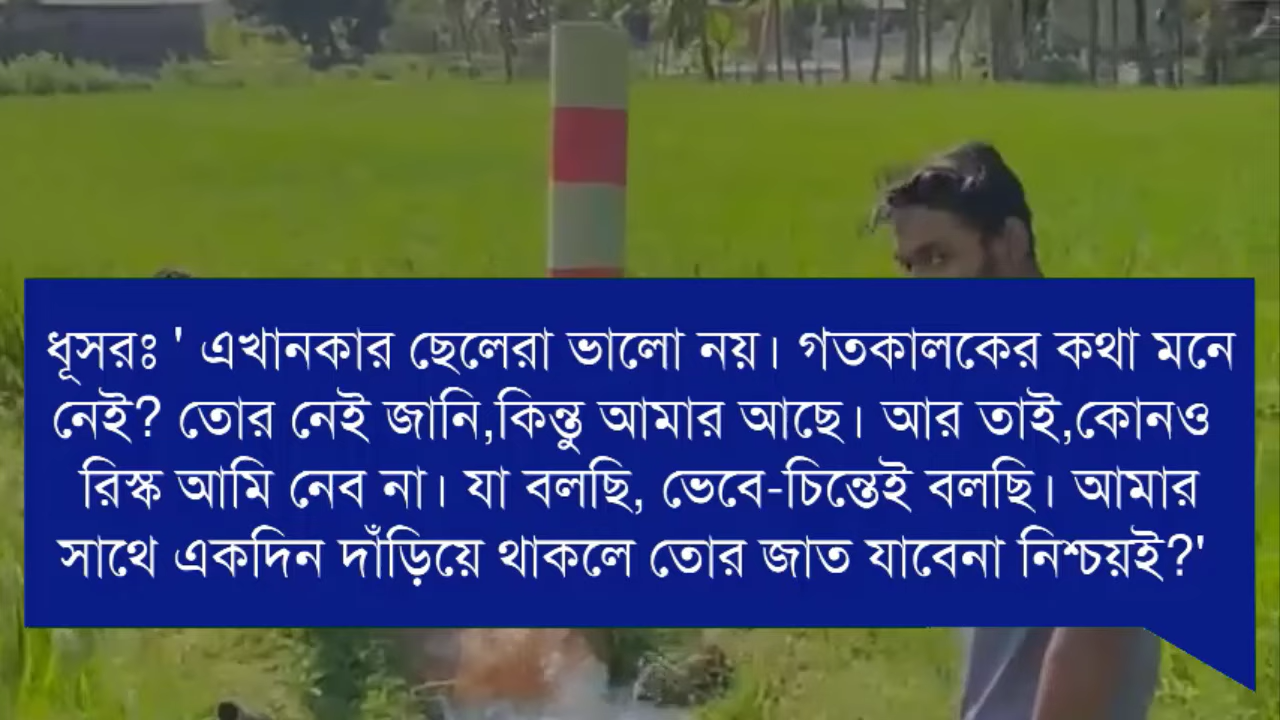 ধূসরঃ ' এখানকার ছেলেরা ভালো নয়। গতকালকের কথা মনে
নেই? তোর নেই জানি,কিন্তু আমার আছে। আর তাই,কোনও
রিস্ক আমি নেব না। যা বলছি, ভেবে-চিন্তেই বলছি। আমার
সাথে একদিন দাঁড়িয়ে থাকলে তোর জাত যাবেনা নিশ্চয়ই?'